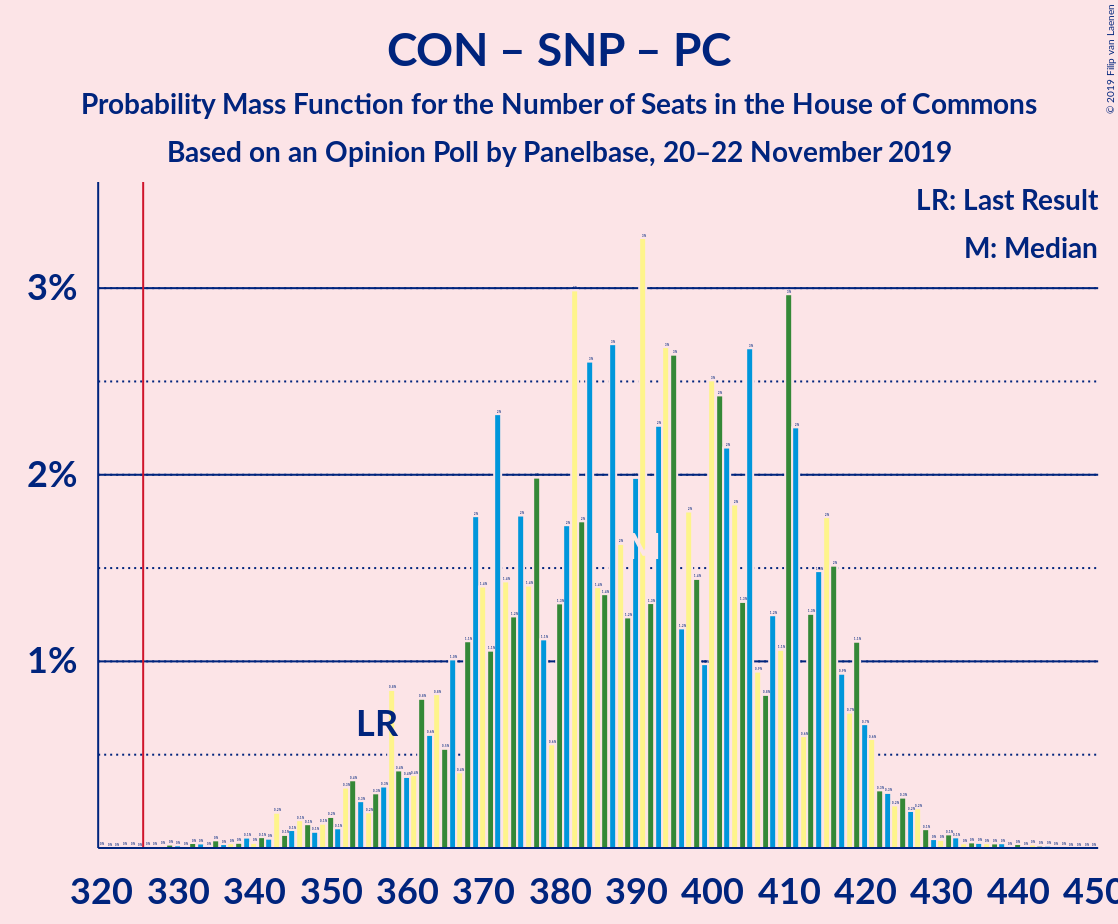 CON – SNP – PC
Probability Mass Function for the Number of Seats in the House of Commons
Based on an Opinion Poll by Panelbase, 20–22 November 2019
© 2019 Filip van Laenen
LR: Last Result
M: Median
3%
2%
1%
LR
M
320 330 340 350 360 370 380 390 400 410 420 430 440 450